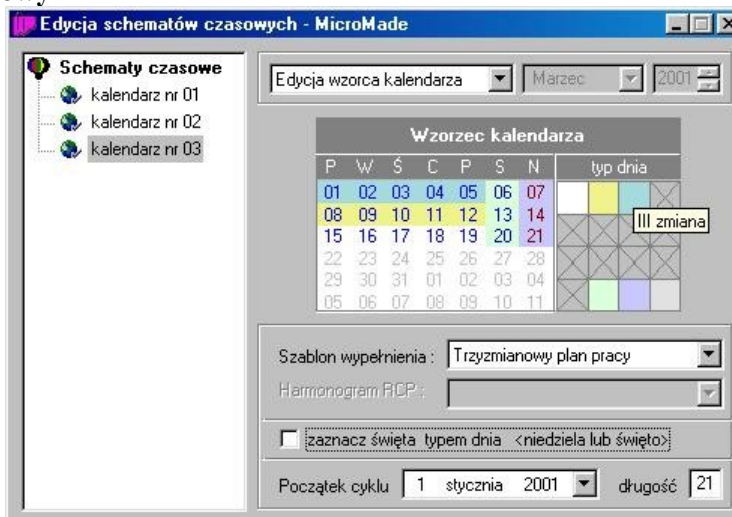 Edycja schematów czasowych - MicroMade
Schematy czasowe
kalendarz nr 01
kalendarz nr 02
kalendarz nr 03
Edycja wzorca kalendarza
Marzec
2001
Wzorzec kalendarza
P W Ś C P S N typ dnia
01 02 03 04 05 06 07
08 09 10 11 12 13 14
III zmiana
15 16 17 18 19 20 21
22 23 24 25 26 27 28
29 30 31 01 02 03 04
05 06 07 08 09 10 11
Szablon wypełnienia : Trzyzmianowy plan pracy
Harmonogram RCP :
zaznacz święta typem dnia <niedziela lub święto>
Początek cyklu 1 stycznia 2001 długość 21